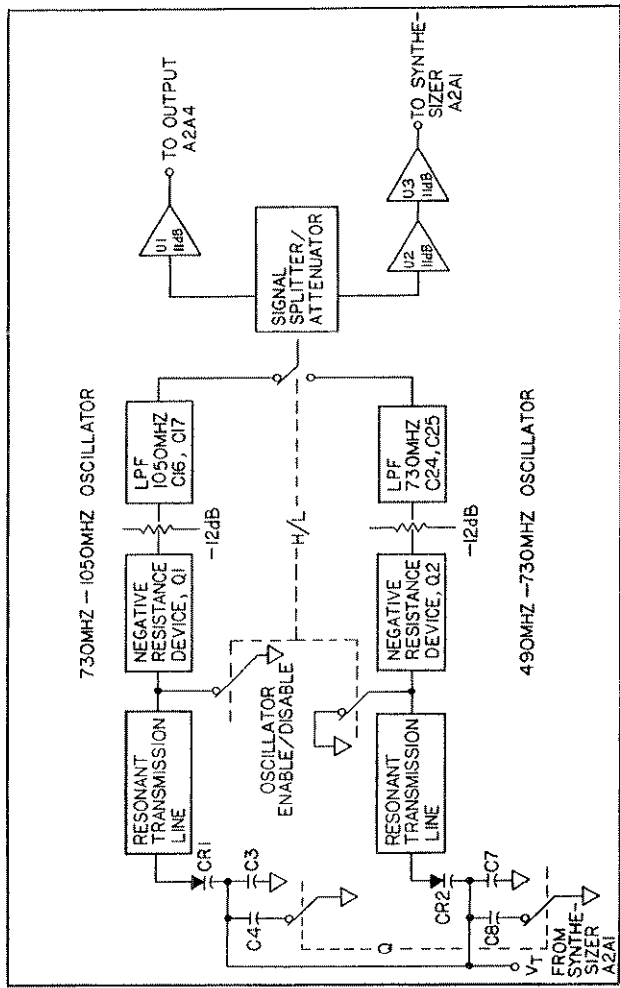 730MHZ – 1050MHZ OSCILLATOR
RESONANT
TRANSMISSION
LINE
NEGATIVE
RESISTANCE
DEVICE, Q1
-12dB
LPF
1050MHZ
C16, C17
CR1
C3
C4
Q
OSCILLATOR
ENABLE/DISABLE
H/L
SIGNAL
SPLITTER/
ATTENUATOR
U1
11dB
TO OUTPUT
A2A4
U2
11dB
U3
11dB
TO SYNTHE-
SIZER
A2A1
RESONANT
TRANSMISSION
LINE
NEGATIVE
RESISTANCE
DEVICE, Q2
-12dB
LPF
730MHZ
C24, C25
CR2
C7
C8
VT
FROM
SYNTHE-
SIZER
A2A1
490MHZ –730MHZ OSCILLATOR